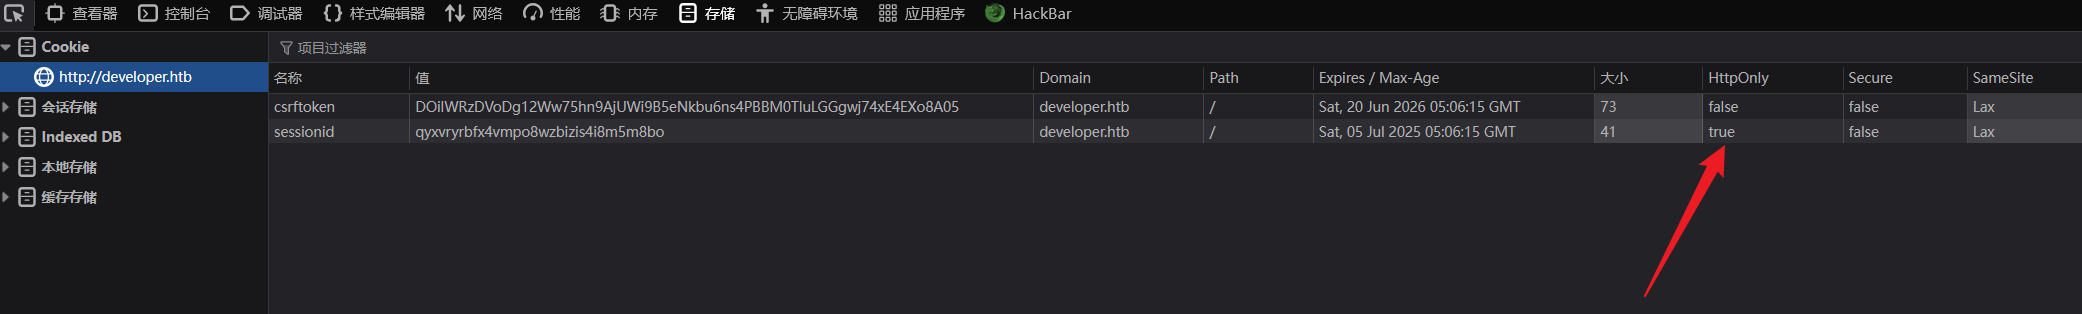 查看器 控制台 调试器 样式编辑器 网络 性能 内存 存储 无障碍环境 应用程序 HackBar
Cookie
http://developer.htb
会话存储
Indexed DB
本地存储
缓存存储
项目过滤器
名称 值 Domain Path Expires / Max-Age 大小 HttpOnly Secure SameSite
csrftoken DOilWRzDVoDg12Ww75hn9AjUWi9B5eNkbu6ns4PBBM0TluLGGgwj74xE4EXo8A05 developer.htb / Sat, 20 Jun 2026 05:06:15 GMT 73 false false Lax
sessionid qyxvryrbfx4vmpo8wzbizis4i8m5m8bo developer.htb / Sat, 05 Jul 2025 05:06:15 GMT 41 true false Lax